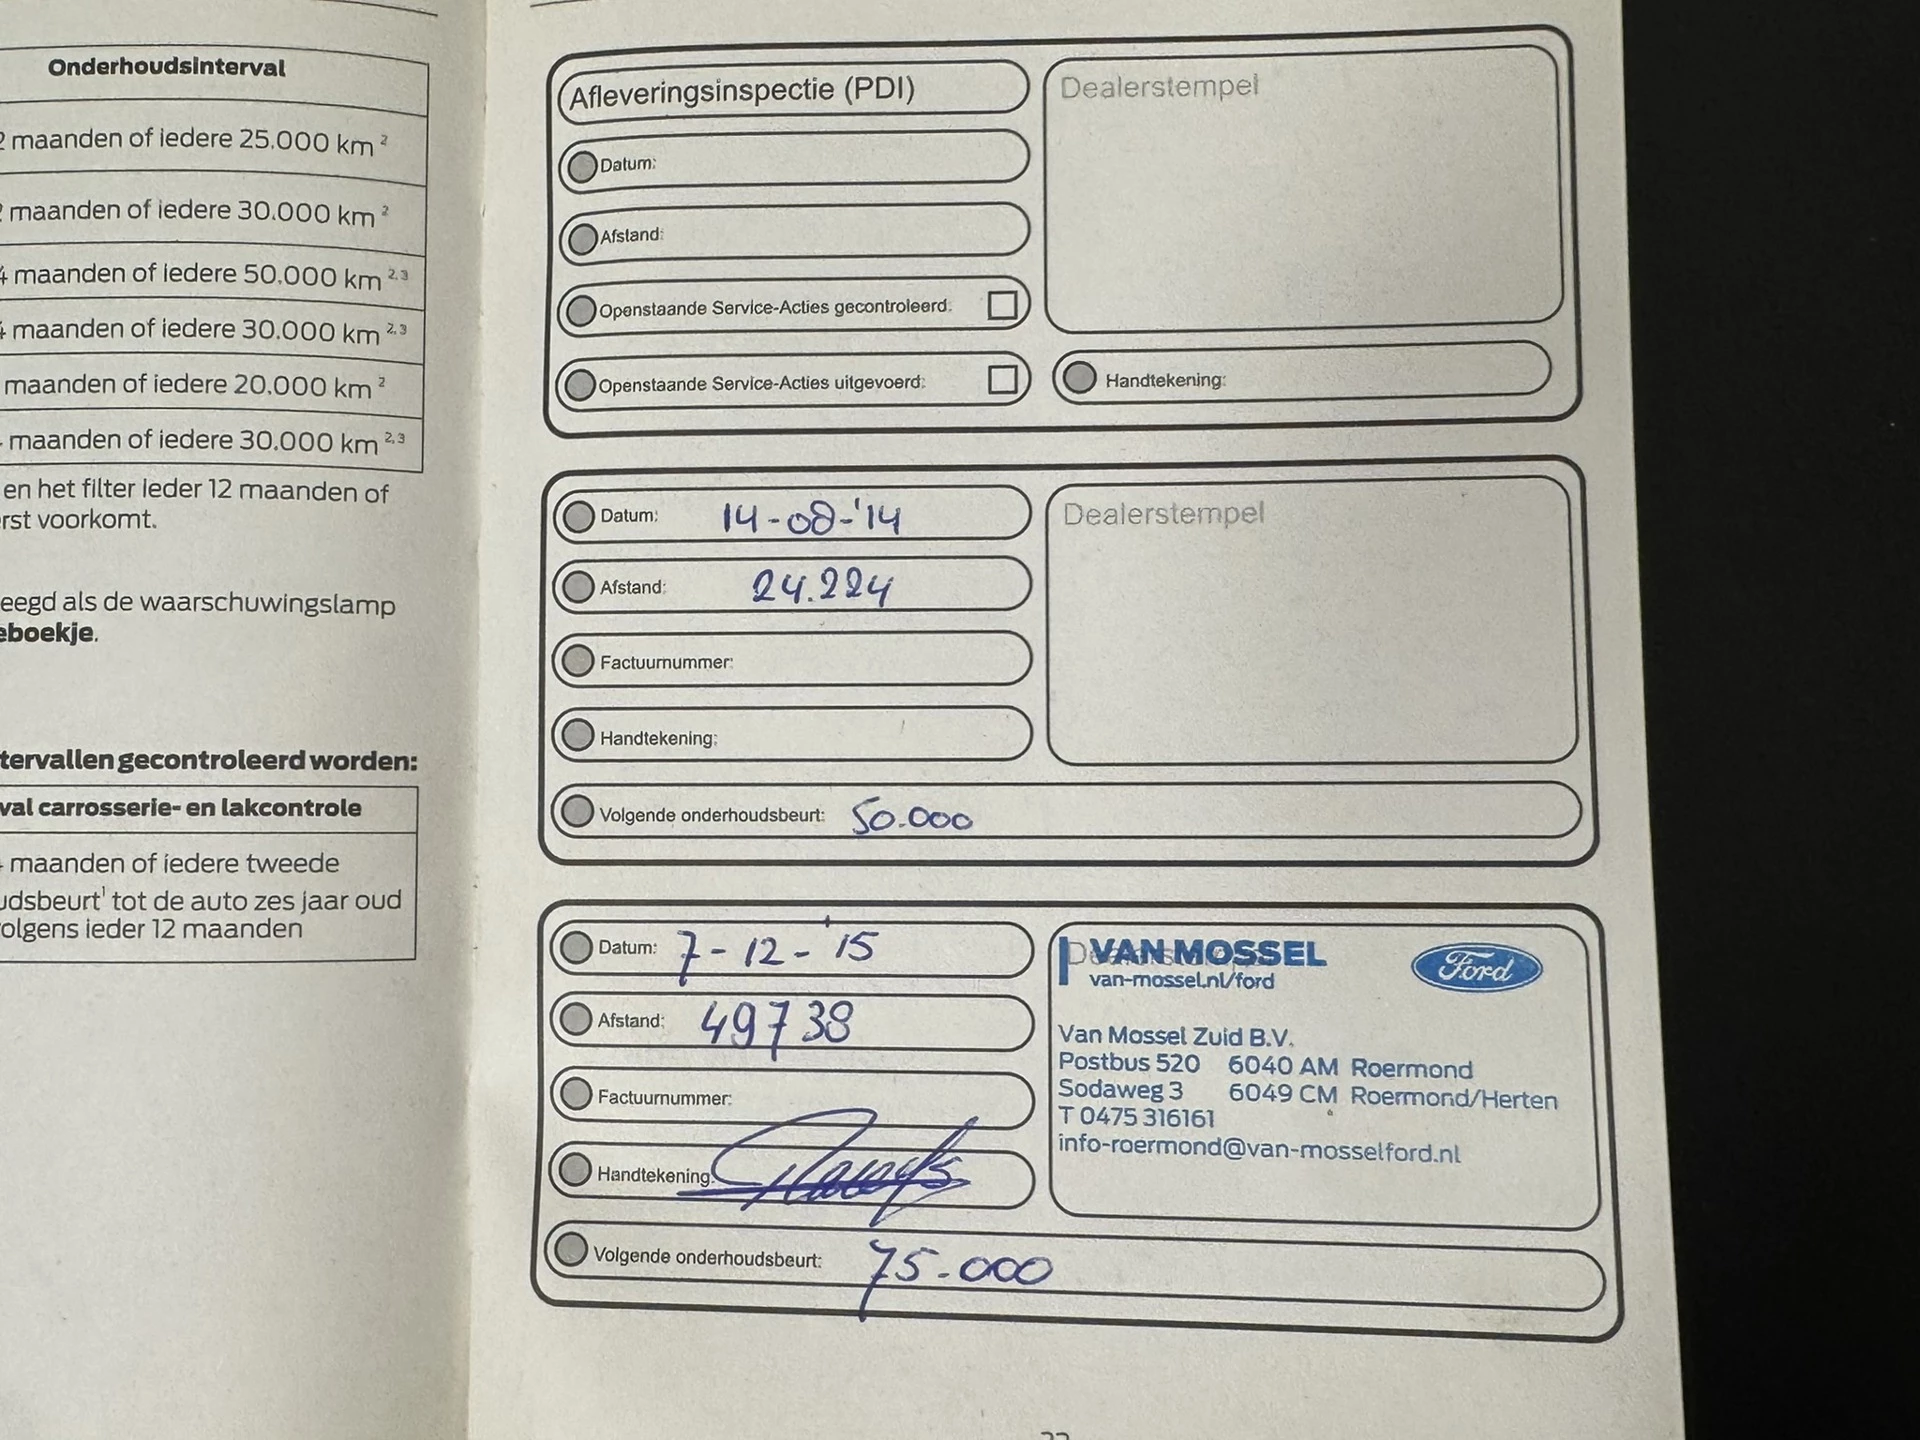 Onderhoudsinterval
2 maanden of iedere 25.000 km 2
2 maanden of iedere 30.000 km 2
4 maanden of iedere 50.000 km 2,3
4 maanden of iedere 30.000 km 2,3
maanden of iedere 20.000 km 2
maanden of iedere 30.000 km 2,3
en het filter ieder 12 maanden of
rst voorkomt.
eegd als de waarschuwingslamp
eboekje.
tervallen gecontroleerd worden:
val carrosserie- en lakcontrole
maanden of iedere tweede
udsbeurt1 tot de auto zes jaar oud
olgens ieder 12 maanden
Afleveringsinspectie (PDI)
Datum:
Afstand:
Openstaande Service-Acties gecontroleerd:
Openstaande Service-Acties uitgevoerd:
Dealerstempel
Handtekening:
Datum: 14-08-'14
Afstand: 24.224
Factuurnummer:
Handtekening:
Volgende onderhoudsbeurt: 50.000
Dealerstempel
Datum: 7-12-'15
Afstand: 49738
Factuurnummer:
Handtekening:
Volgende onderhoudsbeurt: 75.000
VAN MOSSEL
van-mossel.nl/ford
Ford
Van Mossel Zuid B.V.
Postbus 520 6040 AM Roermond
Sodaweg 3 6049 CM Roermond/Herten
T 0475 316161
info-roermond@van-mosselford.nl